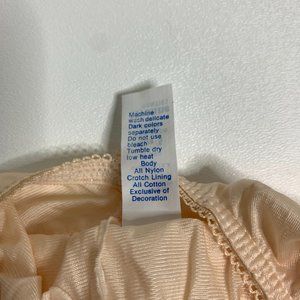 Machine
wash delicate
Dark colors
separately
Do not use
bleach
Tumble dry
low heat
Body
All Nylon
Crotch Lining
All Cotton
Exclusive of
Decoration